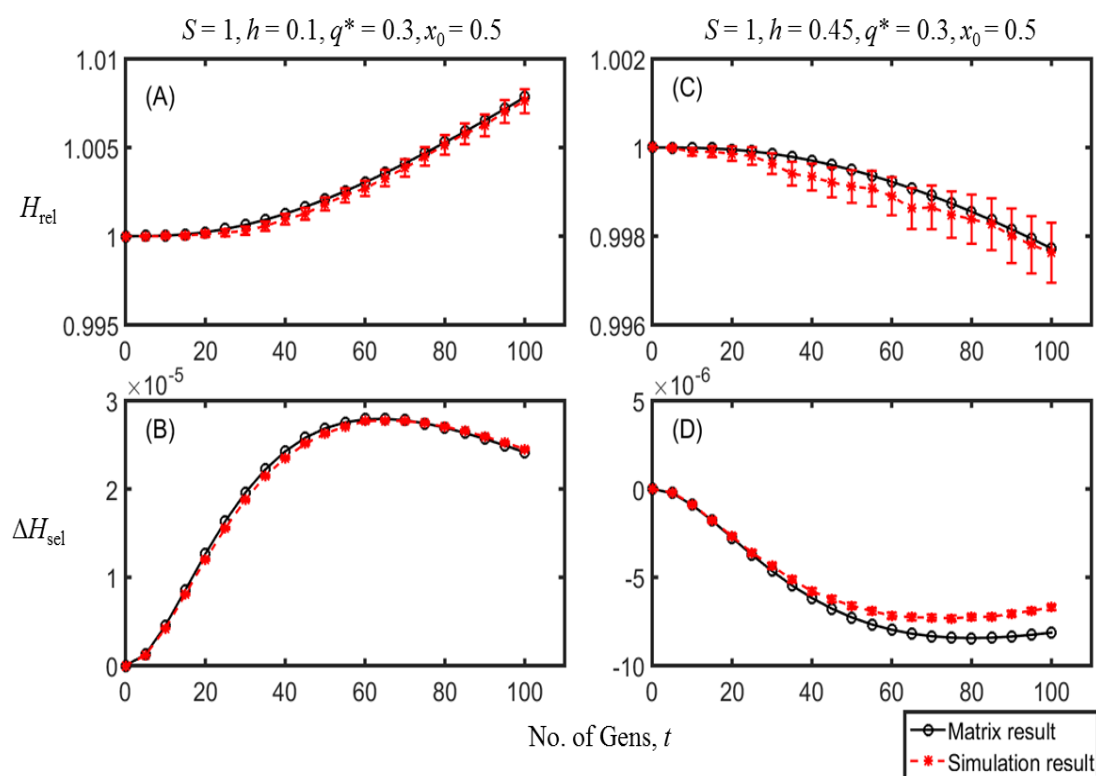 S = 1, h = 0.1, q* = 0.3, x₀ = 0.5
S = 1, h = 0.45, q* = 0.3, x₀ = 0.5
(A)
1.01
1.005
1
0.995
H_rel
0 20 40 60 80 100
(C)
1.002
1
0.998
0.996
0 20 40 60 80 100
×10⁻⁵
(B)
3
2
1
0
ΔH_sel
0 20 40 60 80 100
×10⁻⁶
(D)
5
0
-5
-10
0 20 40 60 80 100
No. of Gens, t
Matrix result
Simulation result